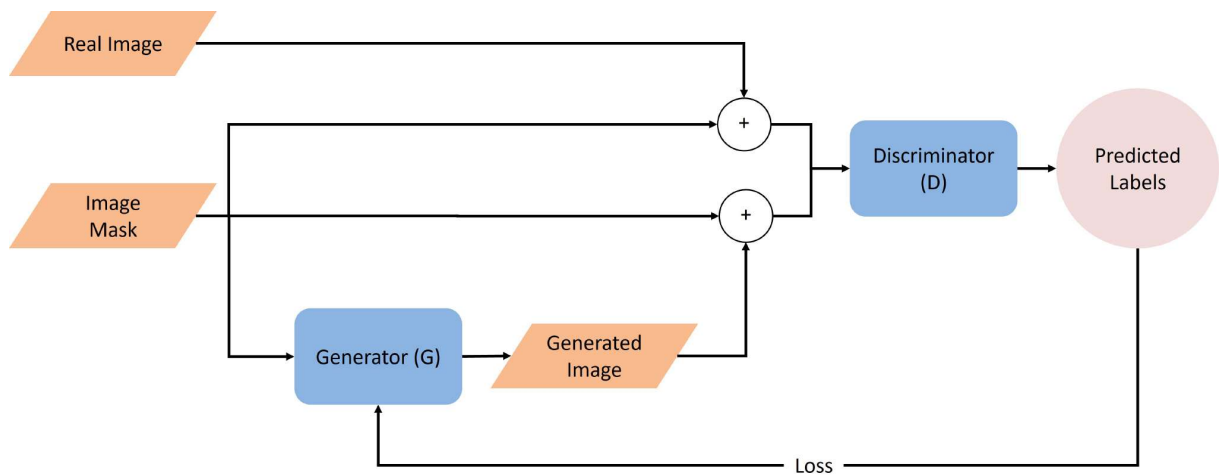 Real Image
+
Discriminator
(D)
Predicted
Labels
Image
Mask
+
Generator (G)
Generated
Image
Loss